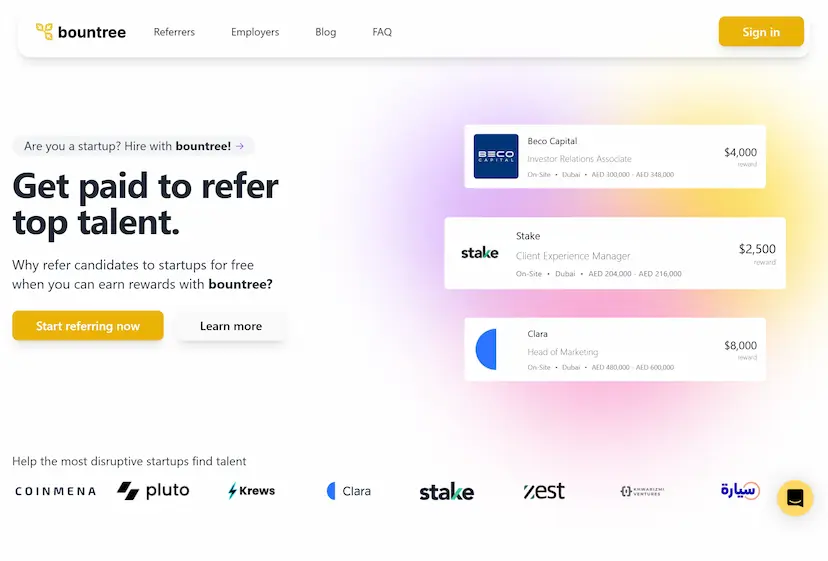 bountree
Referrers
Employers
Blog
FAQ
Sign in
Are you a startup? Hire with bountree! →
Get paid to refer
top talent.
Why refer candidates to startups for free
when you can earn rewards with bountree?
Start referring now
Learn more
BECO
CAPITAL
Beco Capital
Investor Relations Associate
On-Site • Dubai • AED 300,000 - AED 348,000
$4,000
reward
stake
Stake
Client Experience Manager
On-Site • Dubai • AED 204,000 - AED 216,000
$2,500
reward
Clara
Head of Marketing
On-Site • Dubai • AED 480,000 - AED 600,000
$8,000
reward
Help the most disruptive startups find talent
COINMENA
pluto
Krews
Clara
stake
zest
KHWARIZMI
VENTURES
سيارة